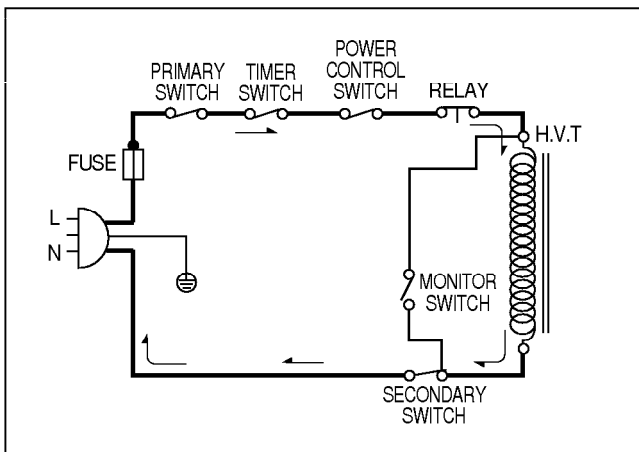 POWER
CONTROL
SWITCH
PRIMARY
SWITCH
TIMER
SWITCH
RELAY
H.V.T
FUSE
L
N
MONITOR
SWITCH
SECONDARY
SWITCH